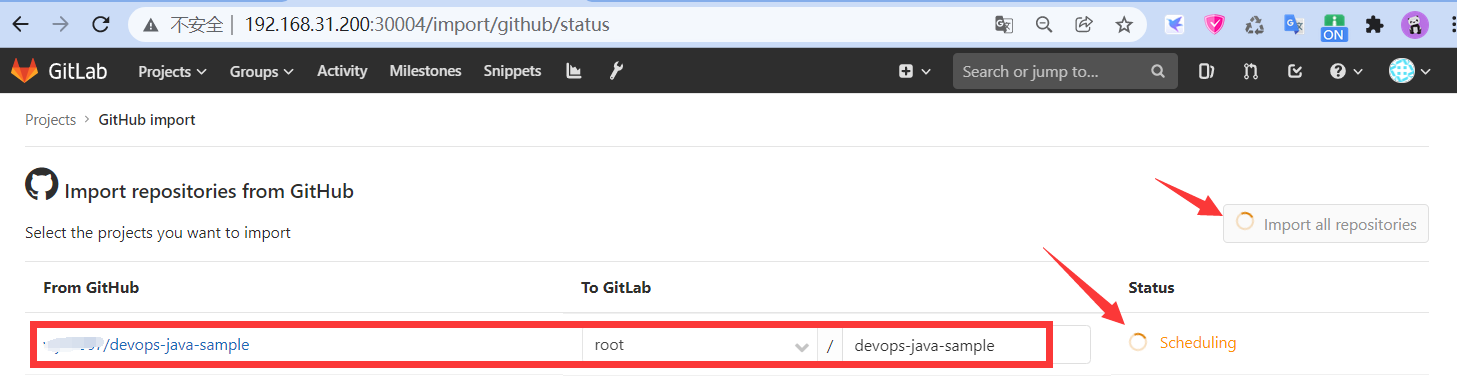 不安全 | 192.168.31.200:30004/import/github/status
ON
GitLab Projects Groups Activity Milestones Snippets Search or jump to...
Projects > GitHub import
Import repositories from GitHub
Import all repositories
Select the projects you want to import
From GitHub To GitLab Status
/devops-java-sample root / devops-java-sample Scheduling